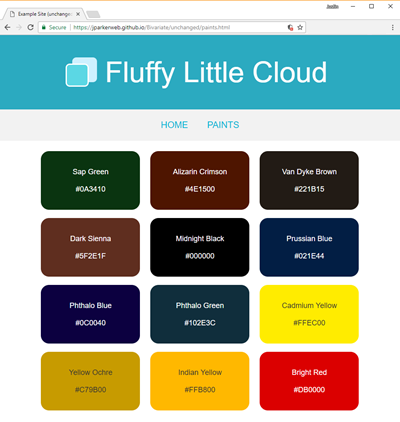 Example Site (unchanged)
Secure
https://jparkerweb.github.io/Bivariate/unchanged/paints.html
Fluffy Little Cloud
HOME PAINTS
Sap Green Alizarin Crimson Van Dyke Brown
#0A3410 #4E1500 #221B15
Dark Sienna Midnight Black Prussian Blue
#5F2E1F #000000 #021E44
Phthalo Blue Phthalo Green Cadmium Yellow
#0C0040 #102E3C #FFEC00
Yellow Ochre Indian Yellow Bright Red
#C79B00 #FFB800 #DB0000